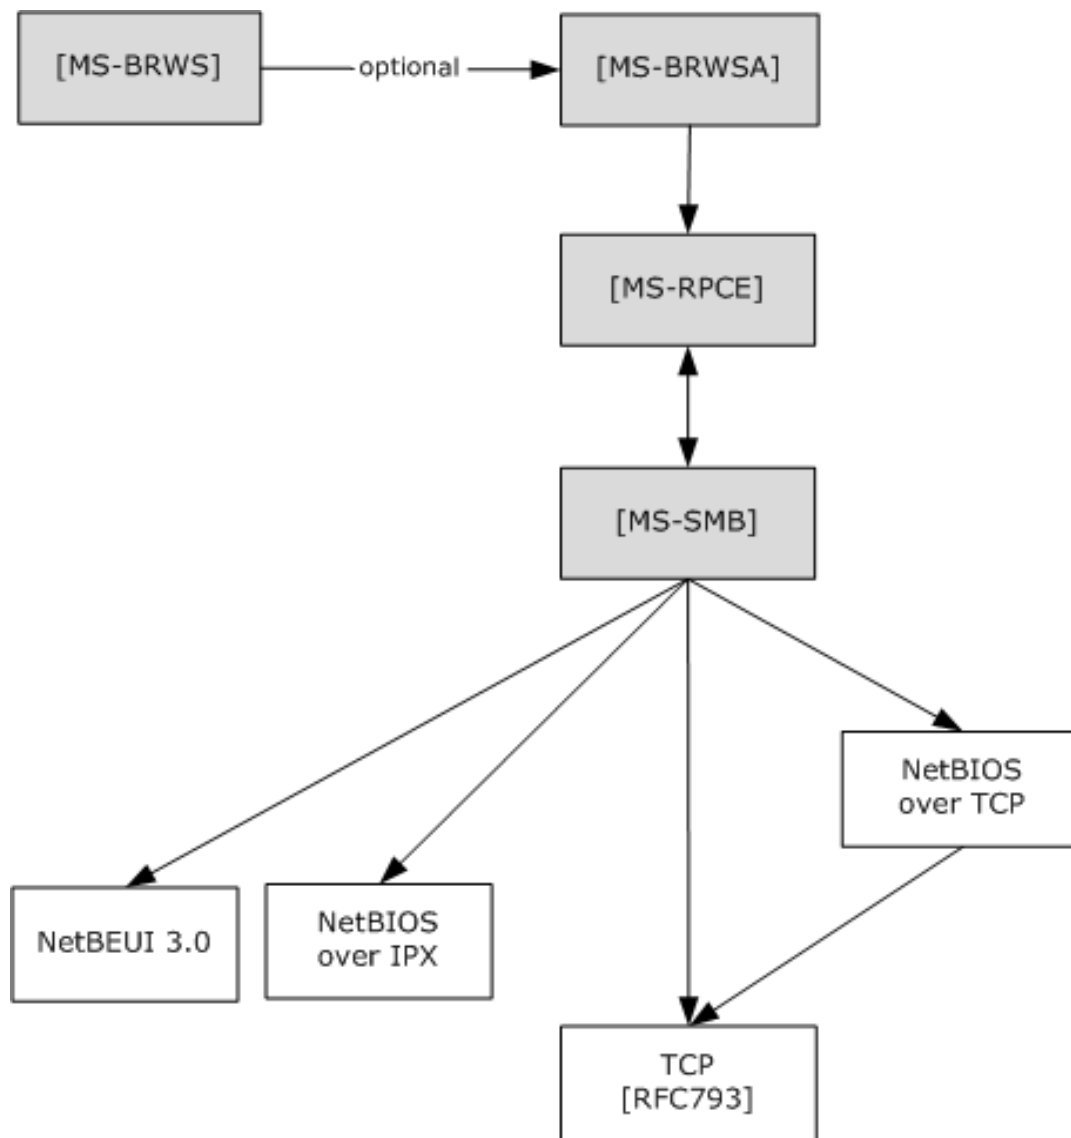 [MS-BRWS]
optional
[MS-BRWSA]
[MS-RPCE]
[MS-SMB]
NetBIOS
over TCP
NetBEUI 3.0
NetBIOS
over IPX
TCP
[RFC793]